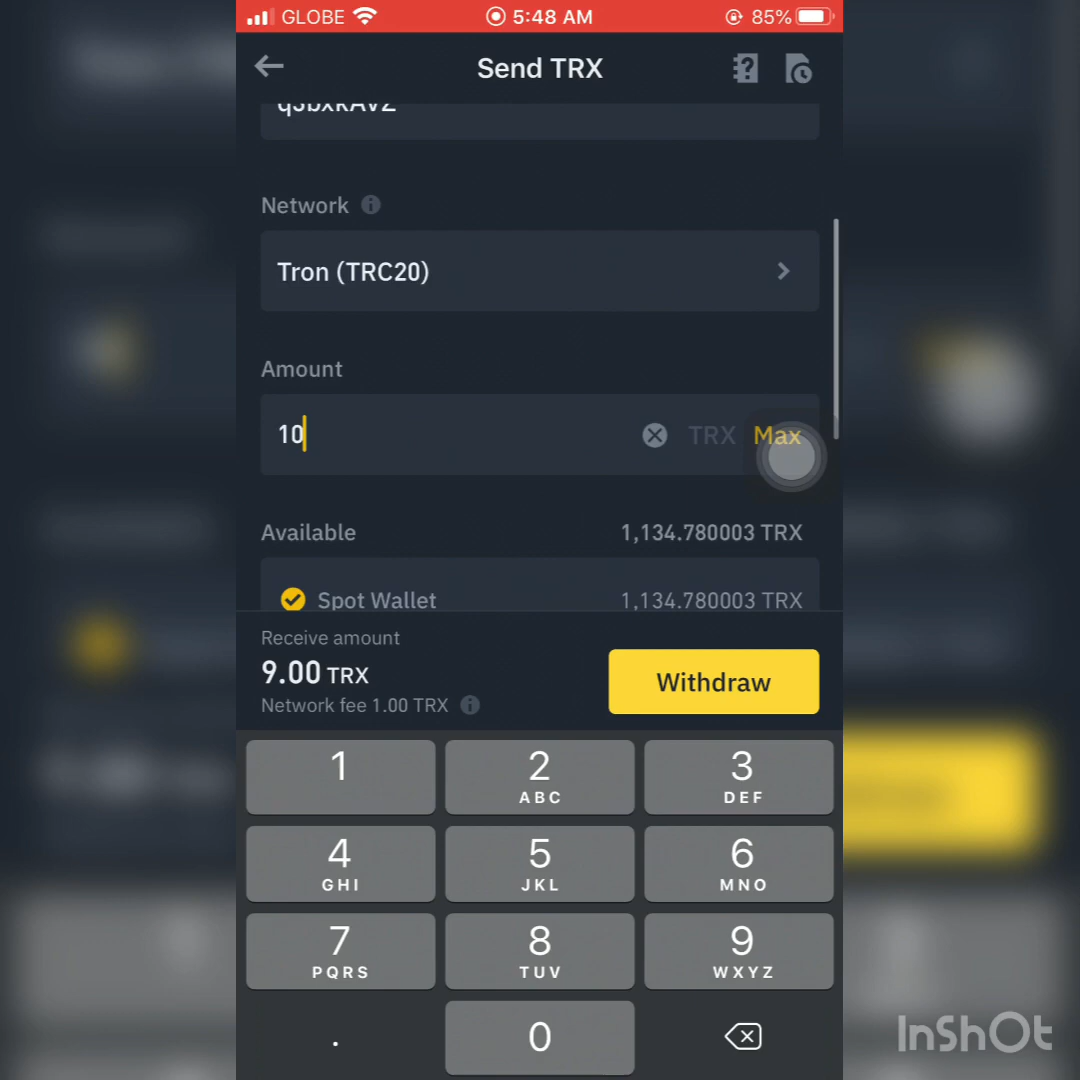 GLOBE 5:48 AM 85%
Send TRX
q3bxkAVZ
Network
Tron (TRC20)
Amount
10 TRX Max
Available 1,134.780003 TRX
Spot Wallet 1,134.780003 TRX
Receive amount
9.00 TRX
Network fee 1.00 TRX
Withdraw
1 2 3
ABC DEF
4 5 6
GHI JKL MNO
7 8 9
PQRS TUV WXYZ
. 0
InShOt